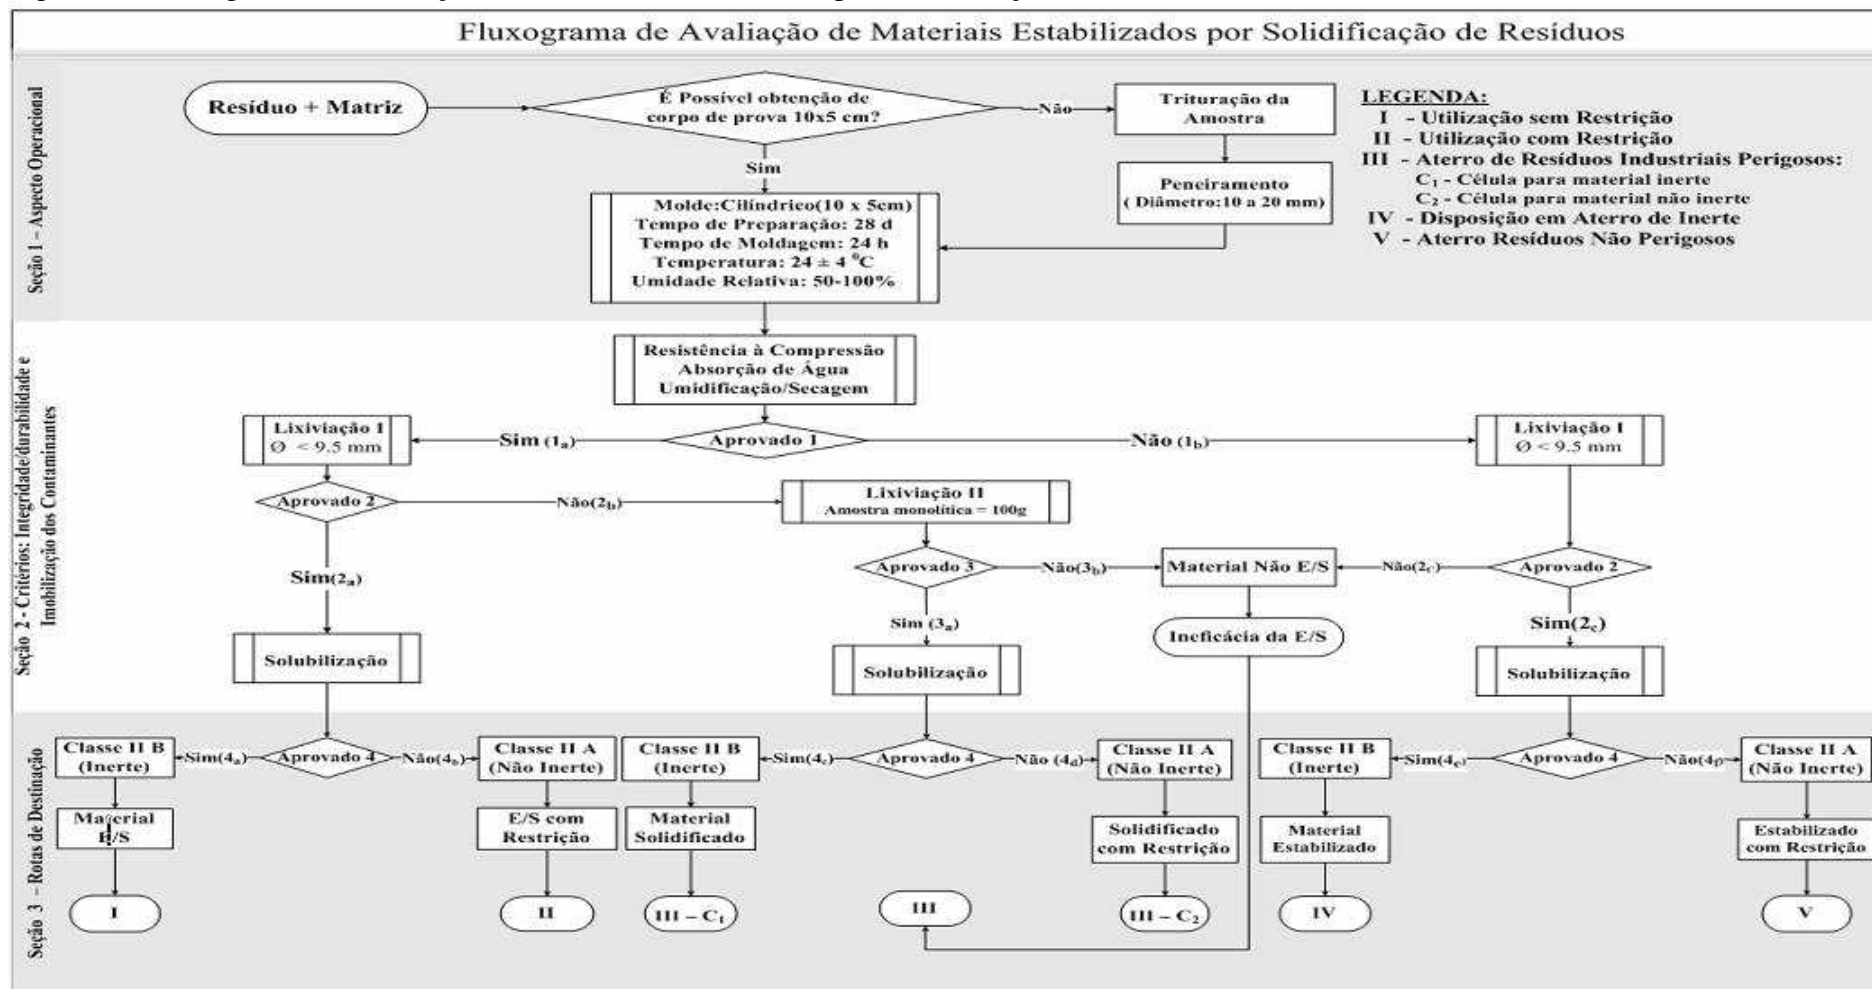 Fluxograma de Avaliação de Materiais Estabilizados por Solidificação de Resíduos
Seção 1 – Aspecto Operacional
Resíduo + Matriz
É Possível obtenção de
corpo de prova 10x5 cm?
Não
Trituração da
Amostra
Sim
Peneiramento
( Diâmetro:10 a 20 mm)
Molde:Cilíndrico(10 x 5cm)
Tempo de Preparação: 28 d
Tempo de Moldagem: 24 h
Temperatura: 24 ± 4 ⁰C
Umidade Relativa: 50-100%
LEGENDA:
I - Utilização sem Restrição
II - Utilização com Restrição
III - Aterro de Resíduos Industriais Perigosos:
C₁ - Célula para material inerte
C₂ - Célula para material não inerte
IV - Disposição em Aterro de Inerte
V - Aterro Resíduos Não Perigosos
Seção 2 - Critérios: Integridade/durabilidade e
Imobilização dos Contaminantes
Resistência à Compressão
Absorção de Água
Umidificação/Secagem
Lixiviação I
Ø < 9.5 mm
Sim (1ₐ)
Aprovado 1
Não (1b)
Lixiviação I
Ø < 9.5 mm
Aprovado 2
Não(2b)
Lixiviação II
Amostra monolítica = 100g
Sim(2ₐ)
Aprovado 3
Não(3b)
Material Não E/S
Não(2c)
Aprovado 2
Sim (3ₐ)
Ineficácia da E/S
Sim(2c)
Solubilização
Solubilização
Solubilização
Seção 3 – Rotas de Destinação
Classe II B
(Inerte)
Sim(4ₐ)
Aprovado 4
Não(4b)
Classe II A
(Não Inerte)
Classe II B
(Inerte)
Sim(4c)
Aprovado 4
Não (4d)
Classe II A
(Não Inerte)
Classe II B
(Inerte)
Sim(4e)
Aprovado 4
Não(4f)
Classe II A
(Não Inerte)
Material
E/S
E/S com
Restrição
Material
Solidificado
Solidificado
com Restrição
Material
Estabilizado
Estabilizado
com Restrição
I
II
III – C₁
III
III – C₂
IV
V